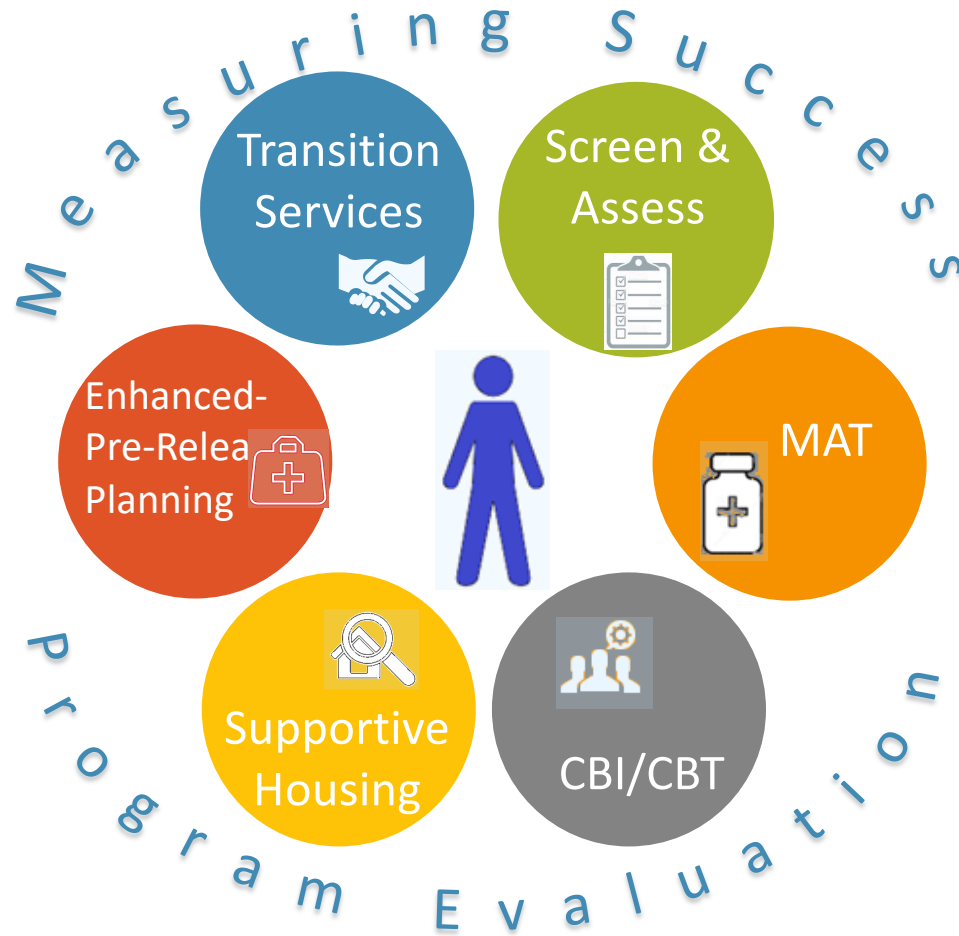 Measuring Success
Transition
Services
Screen &
Assess
Enhanced-
Pre-Relea
Planning
MAT
Supportive
Housing
CBI/CBT
Program Evaluation